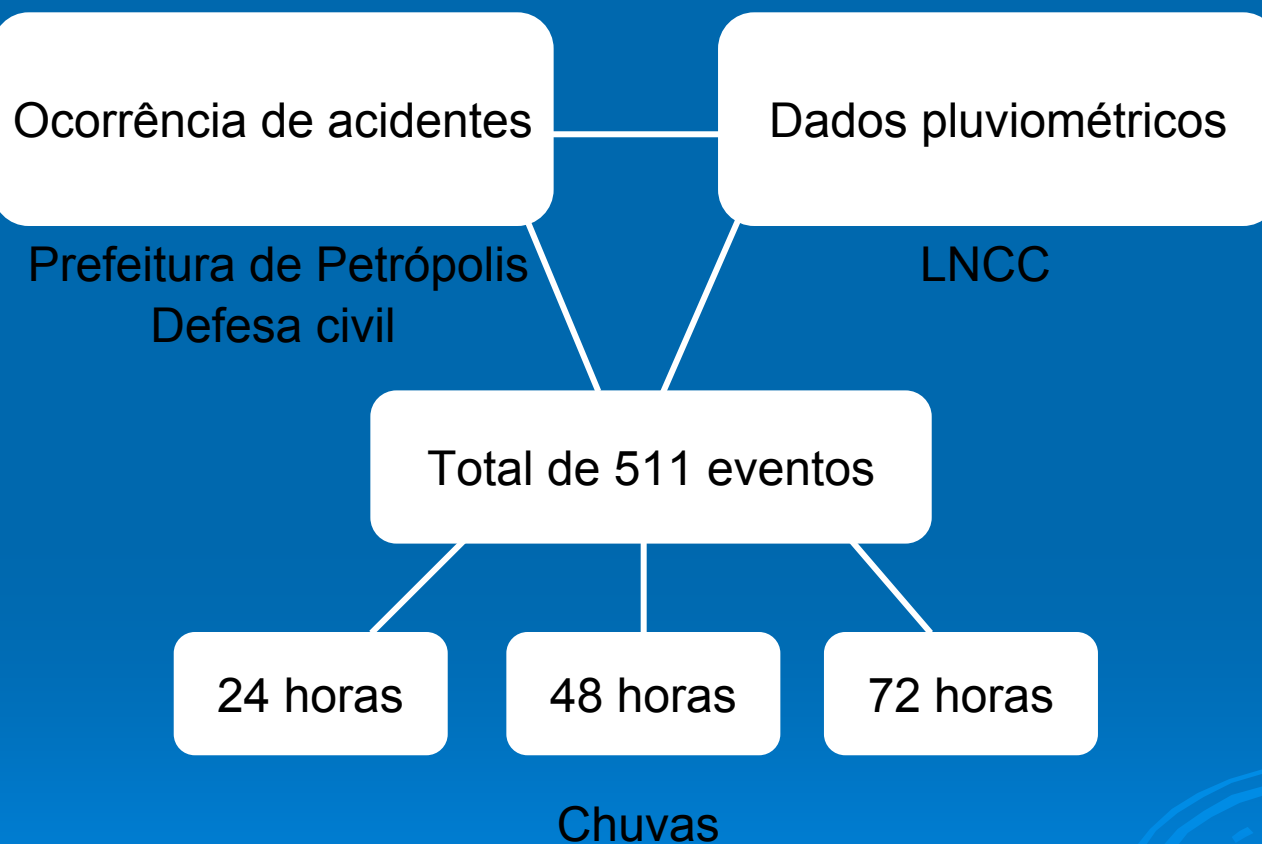 Ocorrência de acidentes
Dados pluviométricos
Prefeitura de Petrópolis
Defesa civil
LNCC
Total de 511 eventos
24 horas
48 horas
72 horas
Chuvas